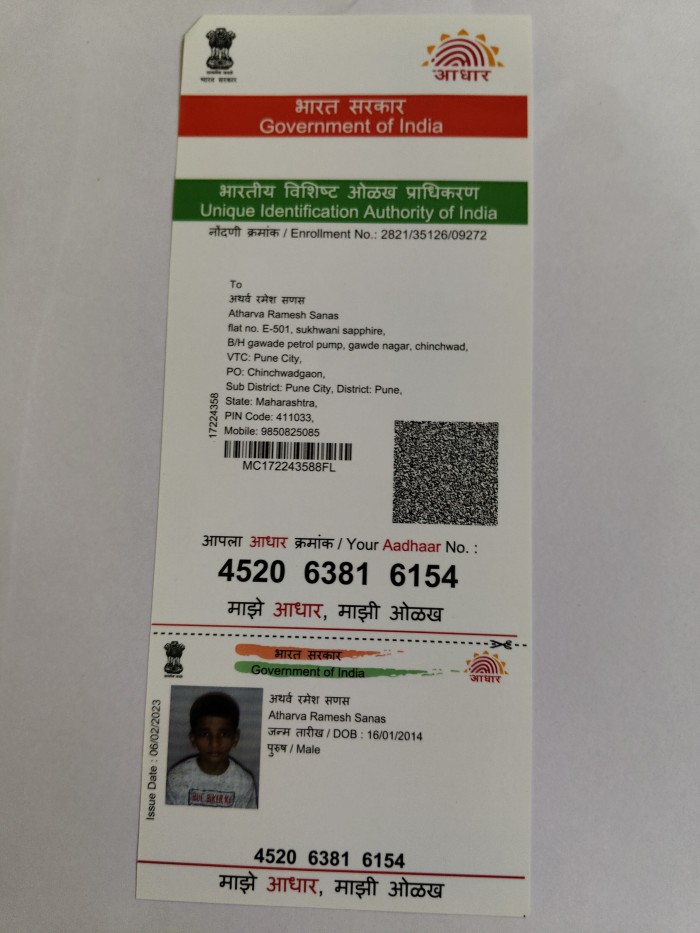 भारत सरकार
आधार
भारत सरकार
Government of India
भारतीय विशिष्ट ओळख प्राधिकरण
Unique Identification Authority of India
नोंदणी क्रमांक / Enrollment No.: 2821/35126/09272
To
अथर्व रमेश सणस
Atharva Ramesh Sanas
flat no. E-501, sukhwani sapphire,
B/H gawade petrol pump, gawde nagar, chinchwad,
VTC: Pune City,
PO: Chinchwadgaon,
Sub District: Pune City, District: Pune,
State: Maharashtra,
PIN Code: 411033,
Mobile: 9850825085
17224358
MC172243588FL
आपला आधार क्रमांक / Your Aadhaar No. :
4520 6381 6154
माझे आधार, माझी ओळख
भारत सरकार
Government of India
आधार
अथर्व रमेश सणस
Atharva Ramesh Sanas
जन्म तारीख / DOB : 16/01/2014
पुरुष / Male
Issue Date : 06/02/2023
4520 6381 6154
माझे आधार, माझी ओळख